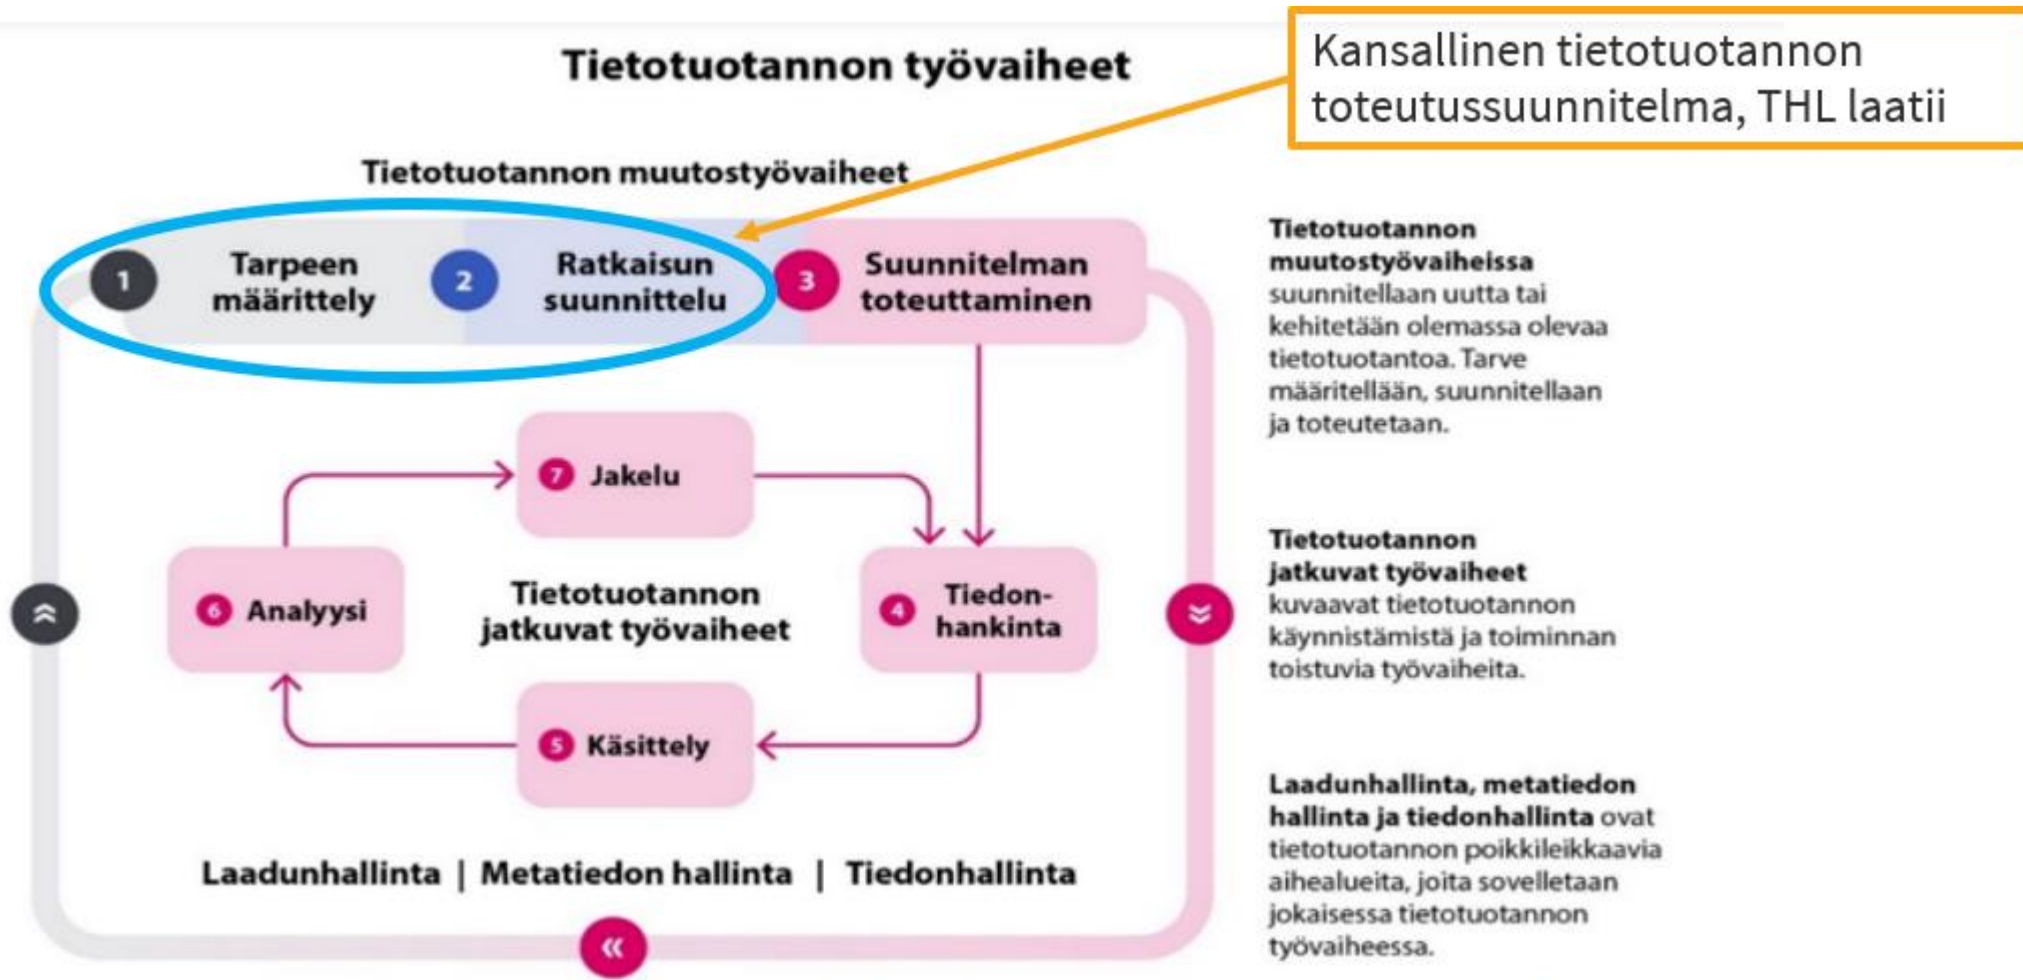 Tietotuotannon työvaiheet
Kansallinen tietotuotannon
toteutussuunnitelma, THL laatii
Tietotuotannon muutostyövaiheet
1
Tarpeen
määrittely
2
Ratkaisun
suunnittelu
3
Suunnitelman
toteuttaminen
7 Jakelu
6 Analyysi
Tietotuotannon
jatkuvat työvaiheet
4
Tiedon-
hankinta
5 Käsittely
Laadunhallinta | Metatiedon hallinta | Tiedonhallinta
Tietotuotannon
muutostyövaiheissa
suunnitellaan uutta tai
kehitetään olemassa olevaa
tietotuotantoa. Tarve
määritellään, suunnitellaan
ja toteutetaan.
Tietotuotannon
jatkuvat työvaiheet
kuvaavat tietotuotannon
käynnistämistä ja toiminnan
toistuvia työvaiheita.
Laadunhallinta, metatiedon
hallinta ja tiedonhallinta ovat
tietotuotannon poikkileikkaavia
aihealueita, joita sovelletaan
jokaisessa tietotuotannon
työvaiheessa.